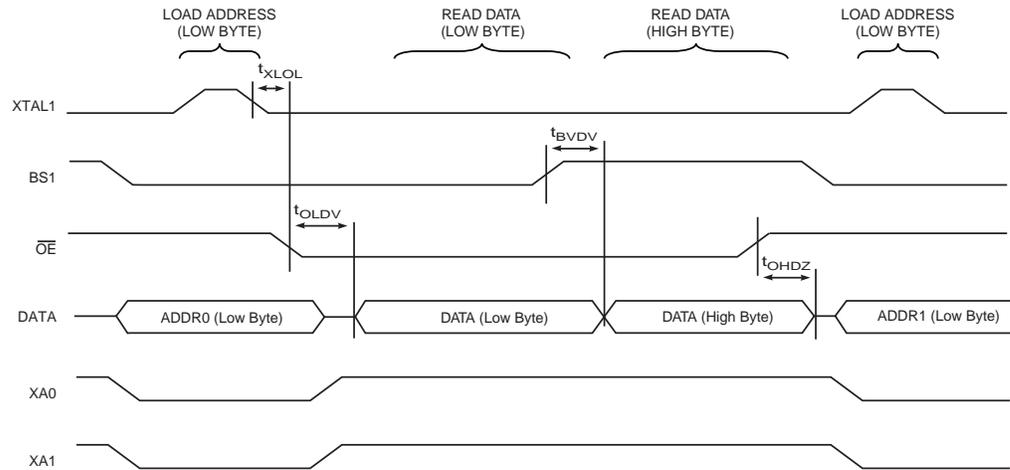 LOAD ADDRESS
(LOW BYTE)
READ DATA
(LOW BYTE)
READ DATA
(HIGH BYTE)
LOAD ADDRESS
(LOW BYTE)
tXLOL
XTAL1
tBVDV
BS1
tOLDV
OE
tOHDZ
DATA
ADDR0 (Low Byte)
DATA (Low Byte)
DATA (High Byte)
ADDR1 (Low Byte)
XA0
XA1